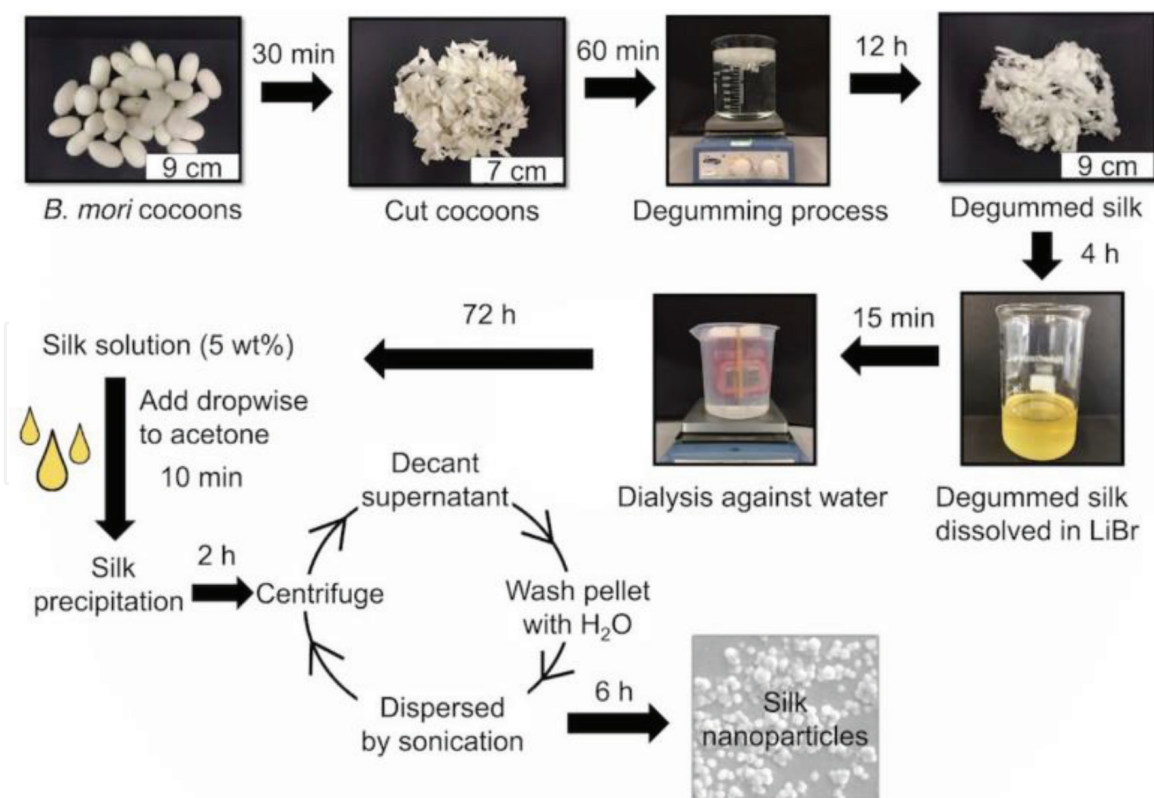 30 min
60 min
12 h
9 cm
7 cm
9 cm
B. mori cocoons
Cut cocoons
Degumming process
Degummed silk
4 h
72 h
15 min
Silk solution (5 wt%)
Add dropwise
to acetone
10 min
Dialysis against water
Degummed silk
dissolved in LiBr
Decant
supernatant
2 h
Silk
precipitation
Centrifuge
Wash pellet
with H₂O
Dispersed
by sonication
6 h
Silk
nanoparticles